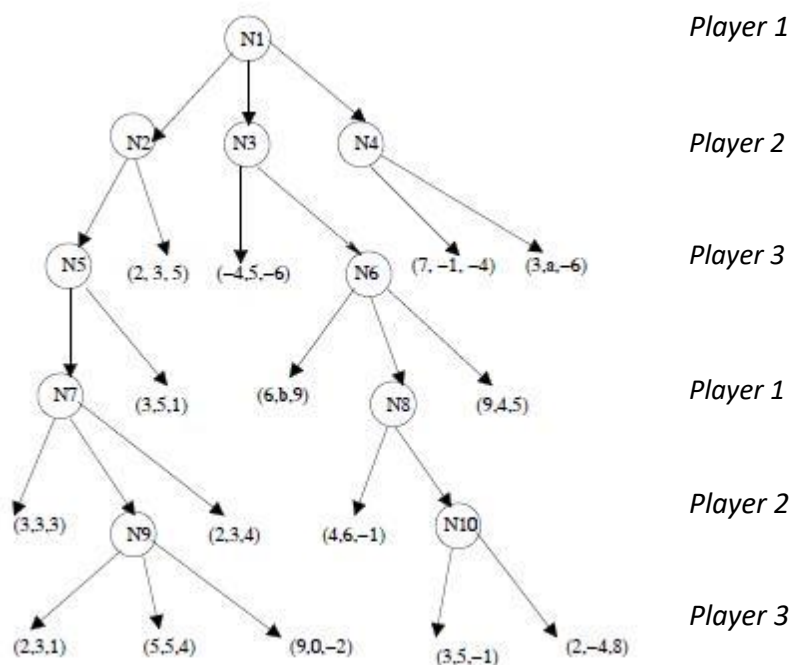 N1 Player 1
N2 N3 N4 Player 2
N5 (2, 3, 5) (−4,5,−6) N6 (7, −1, −4) (3,a,−6) Player 3
N7 (3,5,1) (6,b,9) N8 (9,4,5) Player 1
(3,3,3) N9 (2,3,4) (4,6,−1) N10 Player 2
(2,3,1) (5,5,4) (9,0,−2) (3,5,−1) (2,−4,8) Player 3